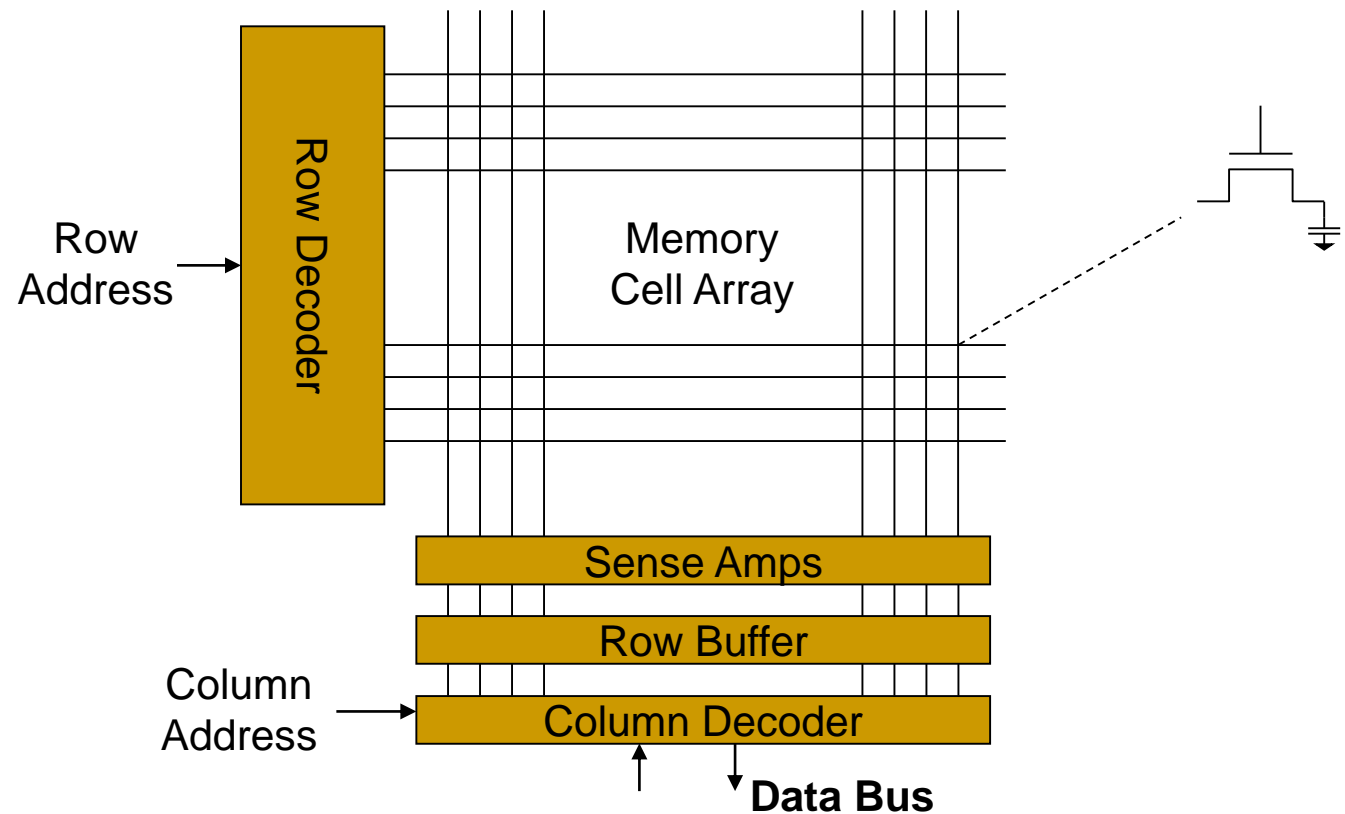 Row Decoder
Row
Address
Memory
Cell Array
Sense Amps
Row Buffer
Column
Address
Column Decoder
Data Bus